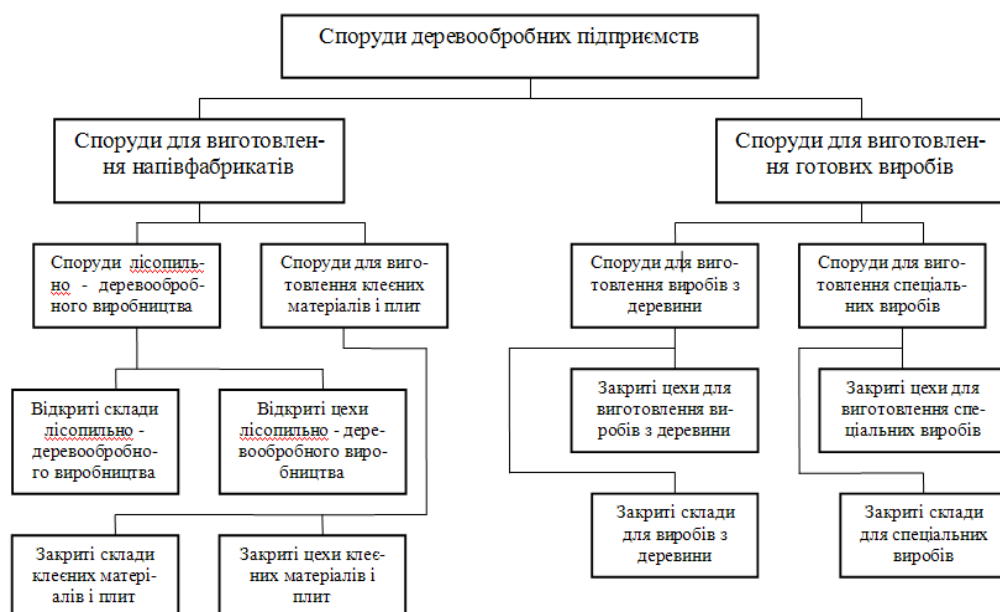 Споруди деревообробних підприємств
Споруди для виготовлен-
ня напівфабрикатів
Споруди для виготовлен-
ня готових виробів
Споруди лісопиль-
но - деревооброб-
ного виробництва
Споруди для виго-
товлення клеєних
матеріалів і плит
Споруди для виго-
товлення виробів з
деревини
Споруди для виго-
товлення спеціаль-
них виробів
Відкриті склади
лісопильно -
деревообробно-
го виробництва
Відкриті цехи
лісопильно - дере-
вообробного виро-
бництва
Закриті цехи для
виготовлення ви-
робів з деревини
Закриті цехи для
виготовлення спе-
ціальних виробів
Закриті склади
клеєних матері-
алів і плит
Закриті цехи клеє-
них матеріалів і
плит
Закриті склади
для виробів з
деревини
Закриті склади
для спеціальних
виробів